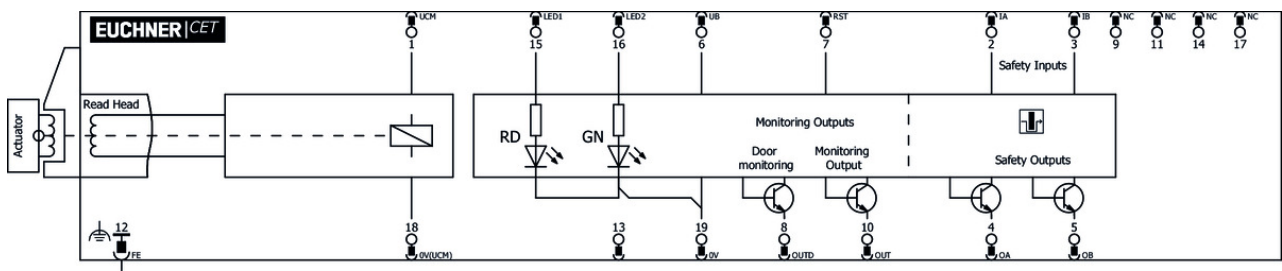 EUCHNER CET
UCM LED1 LED2 UB RST IA IB NC NC NC NC
1 15 16 6 7 2 3 9 11 14 17
Safety Inputs
Actuator
Read Head
RD GN
Monitoring Outputs
Door monitoring
Monitoring Output
Safety Outputs
12 18 13 19 8 10 4 5
FE 0V(UCM) 0V OUTD OUT OA OB